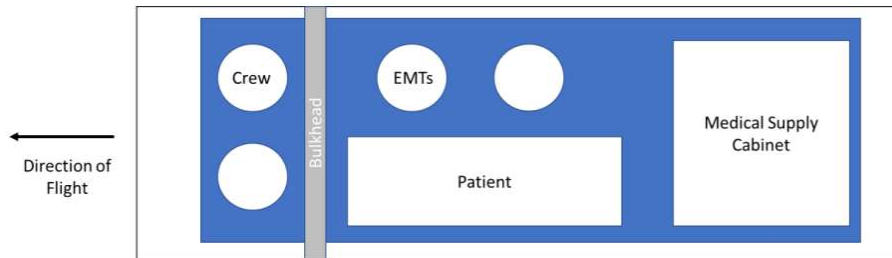 Crew
EMTs
Bulkhead
Medical Supply
Cabinet
Direction of
Flight
Patient